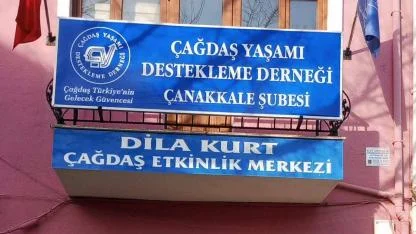 ÇAĞDAŞ YAŞAMI
DESTEKLEME DERNEĞİ
ÇAĞDAŞ YAŞAMI
DESTEKLEME DERNEĞİ
ÇANAKKALE ŞUBESİ
Çağdaş Türkiye'nin
Gelecek Güvencesi
DİLA KURT
ÇAĞDAŞ ETKİNLİK MERKEZİ